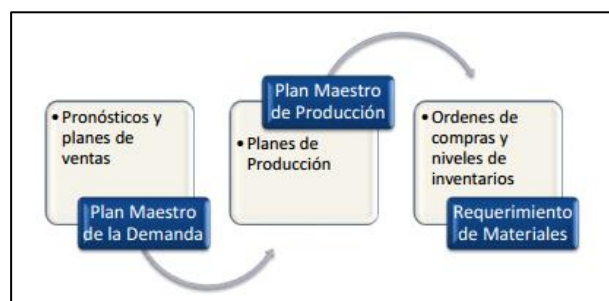 • Pronósticos y
planes de
ventas
Plan Maestro
de la Demanda
Plan Maestro
de Producción
• Planes de
Producción
• Ordenes de
compras y
niveles de
inventarios
Requerimiento
de Materiales